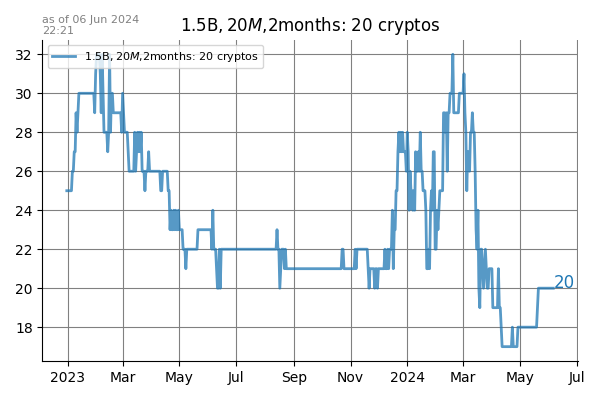 as of 06 Jun 2024
22:21
1.5B, 20M, 2months: 20 cryptos
1.5B, 20M,2months: 20 cryptos
32
30
28
26
24
22
20
18
20
2023 Mar May Jul Sep Nov 2024 Mar May Jul